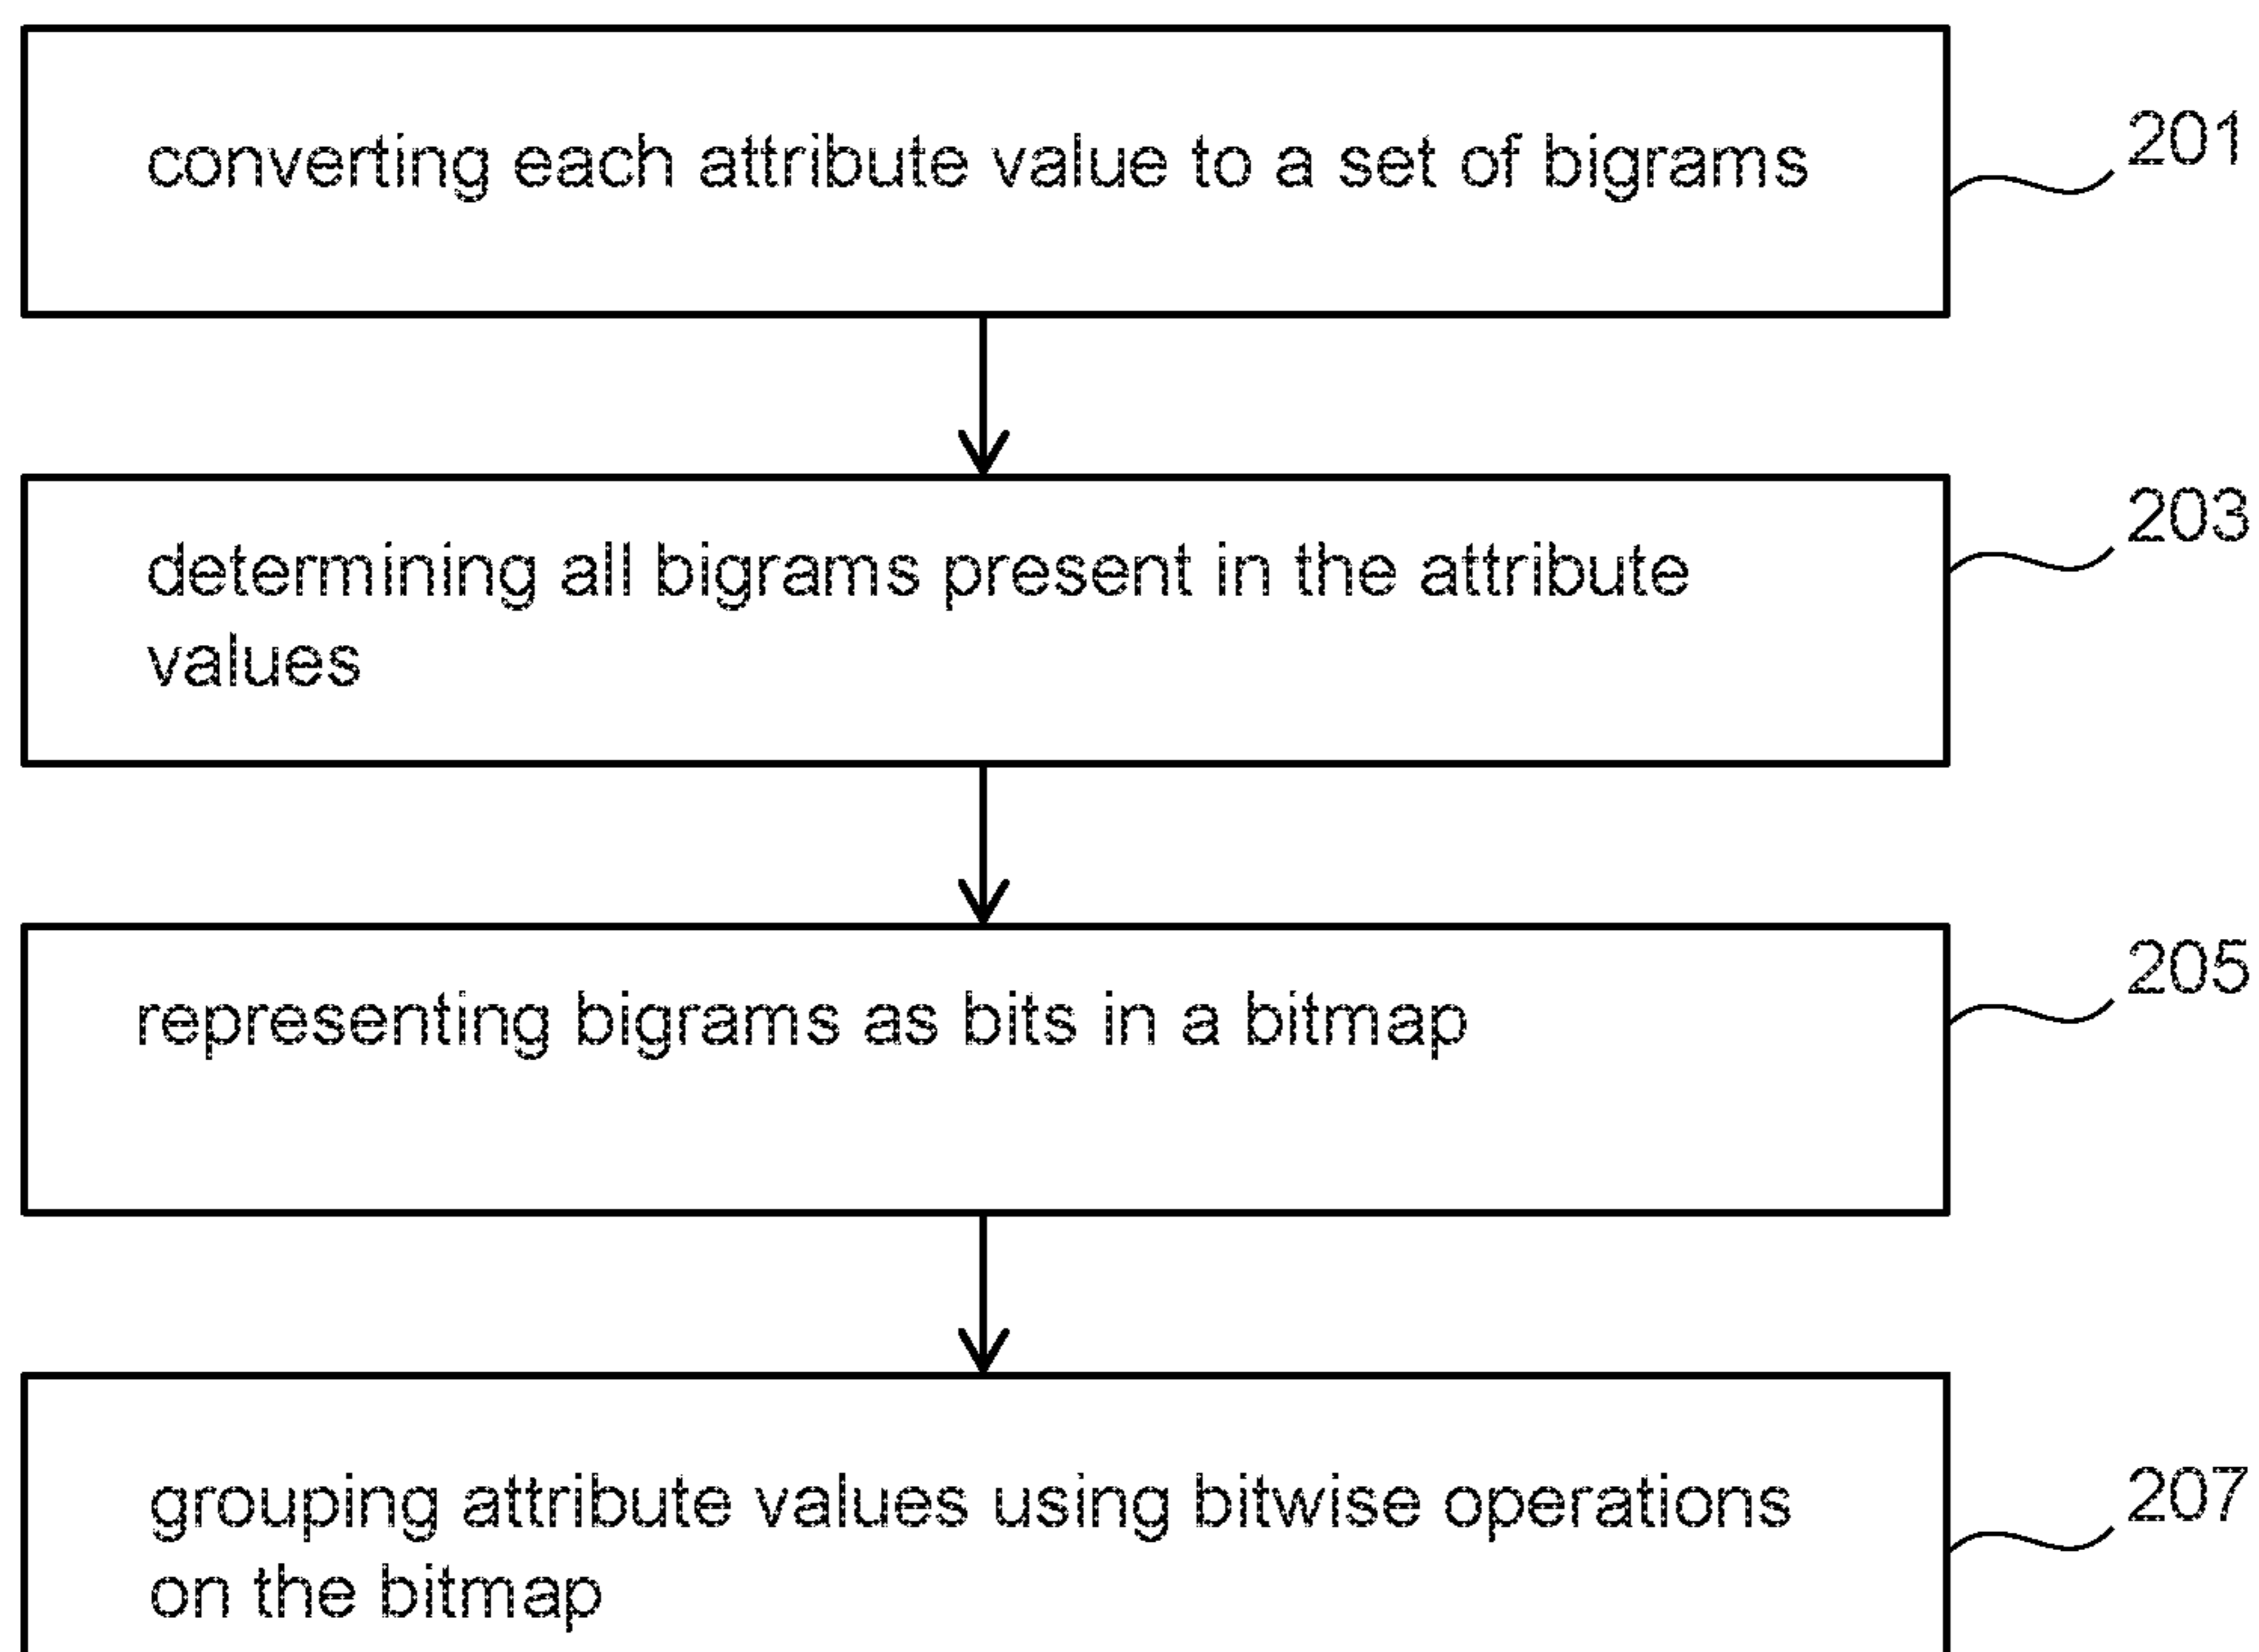 converting each attribute value to a set of bigrams
201
determining all bigrams present in the attribute
values
203
representing bigrams as bits in a bitmap
205
grouping attribute values using bitwise operations
on the bitmap
207